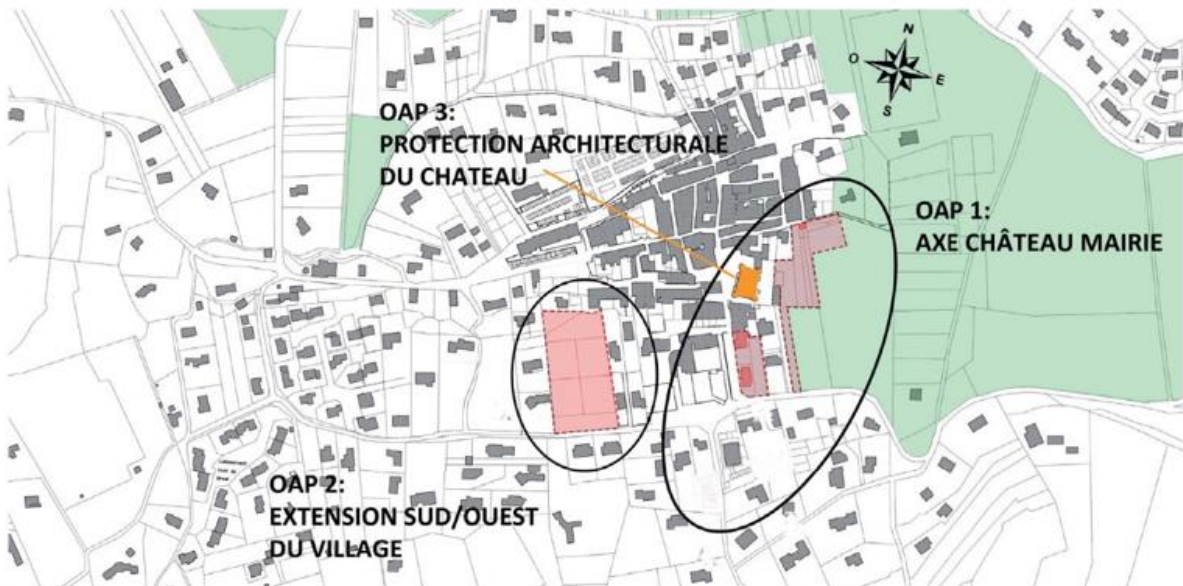 N
O
E
S
OAP 3:
PROTECTION ARCHITECTURALE
DU CHATEAU
OAP 1:
AXE CHÂTEAU MAIRIE
OAP 2:
EXTENSION SUD/OUEST
DU VILLAGE